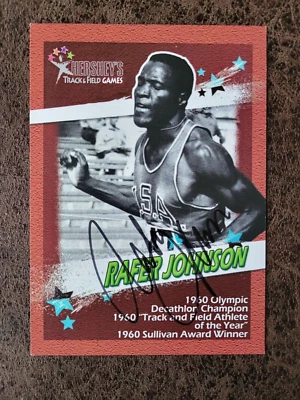 HERSHEY'S
TRACK & FIELD GAMES
RAFER JOHNSON
1960 Olympic
Decathlon Champion
1960 "Track and Field Athlete
of the Year"
1960 Sullivan Award Winner